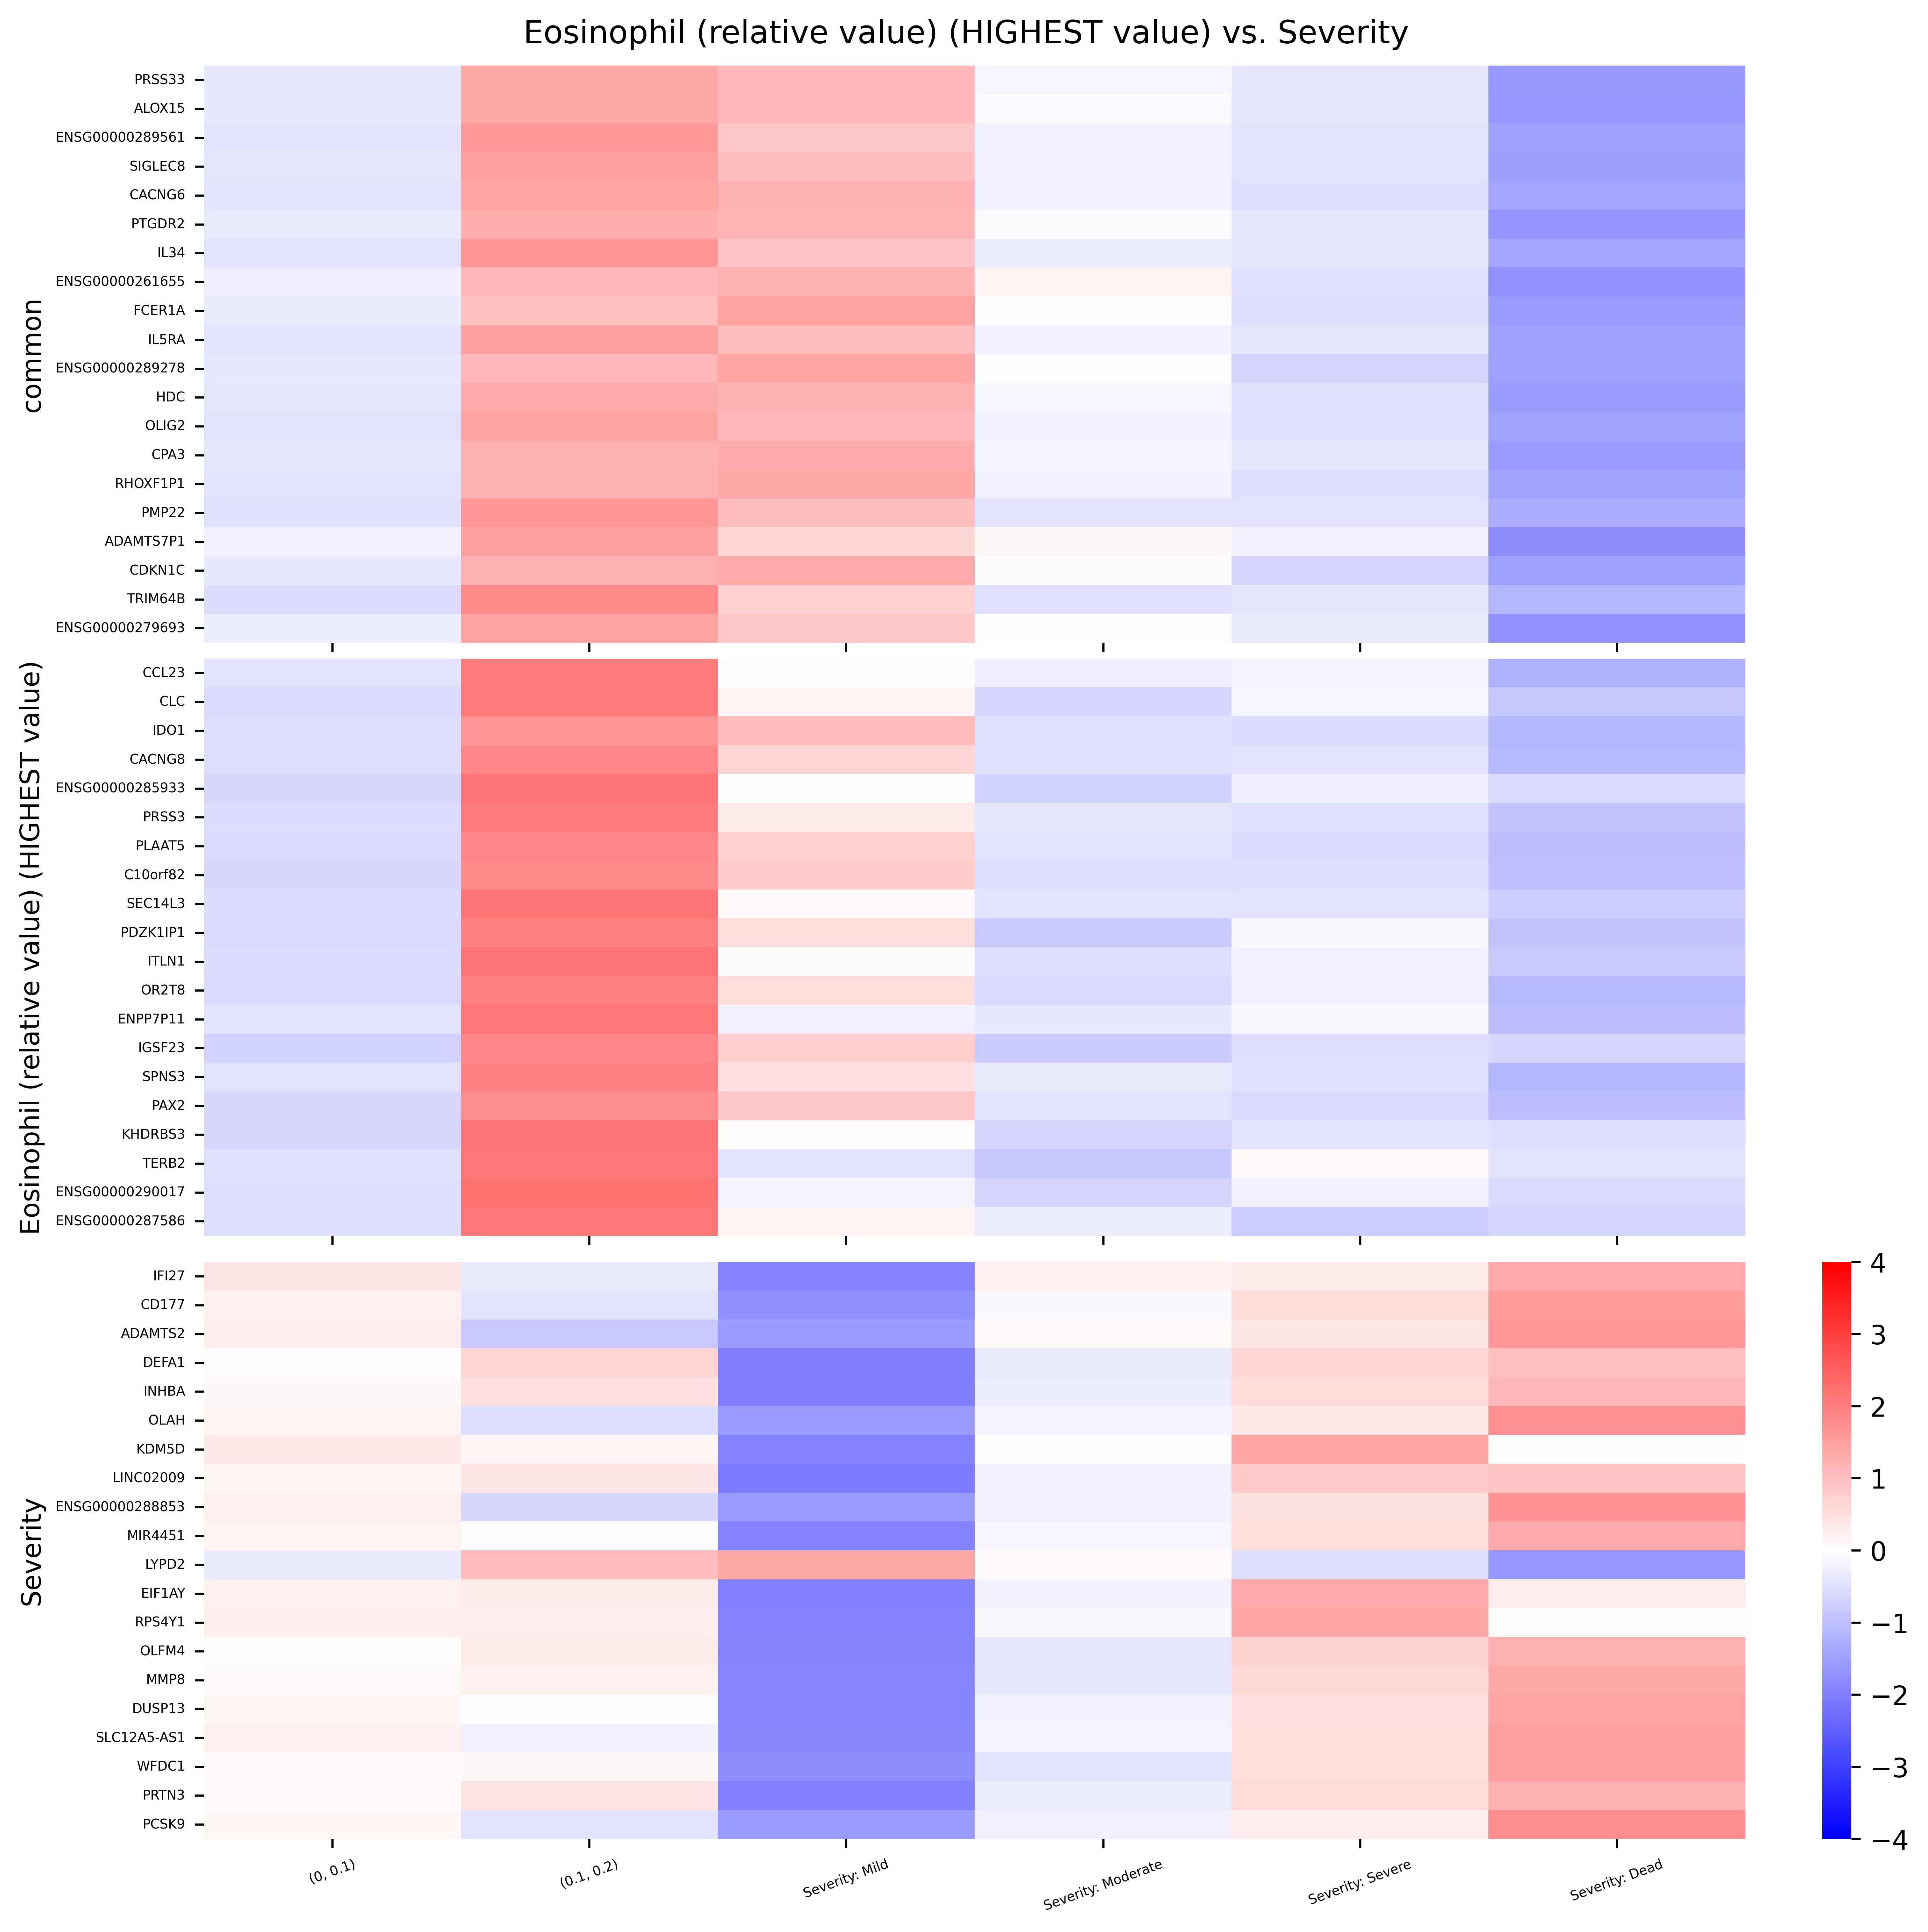 Eosinophil (relative value) (HIGHEST value) vs. Severity
common
PRSS33
ALOX15
ENSG00000289561
SIGLEC8
CACNG6
PTGDR2
IL34
ENSG00000261655
FCER1A
IL5RA
ENSG00000289278
HDC
OLIG2
CPA3
RHOXF1P1
PMP22
ADAMTS7P1
CDKN1C
TRIM64B
ENSG00000279693
Eosinophil (relative value) (HIGHEST value)
CCL23
CLC
IDO1
CACNG8
ENSG00000285933
PRSS3
PLAAT5
C10orf82
SEC14L3
PDZK1IP1
ITLN1
OR2T8
ENPP7P11
IGSF23
SPNS3
PAX2
KHDRBS3
TERB2
ENSG00000290017
ENSG00000287586
Severity
IFI27
CD177
ADAMTS2
DEFA1
INHBA
OLAH
KDM5D
LINC02009
ENSG00000288853
MIR4451
LYPD2
EIF1AY
RPS4Y1
OLFM4
MMP8
DUSP13
SLC12A5-AS1
WFDC1
PRTN3
PCSK9
(0, 0.1)
(0.1, 0.2)
Severity: Mild
Severity: Moderate
Severity: Severe
Severity: Dead
4
3
2
1
0
−1
−2
−3
−4